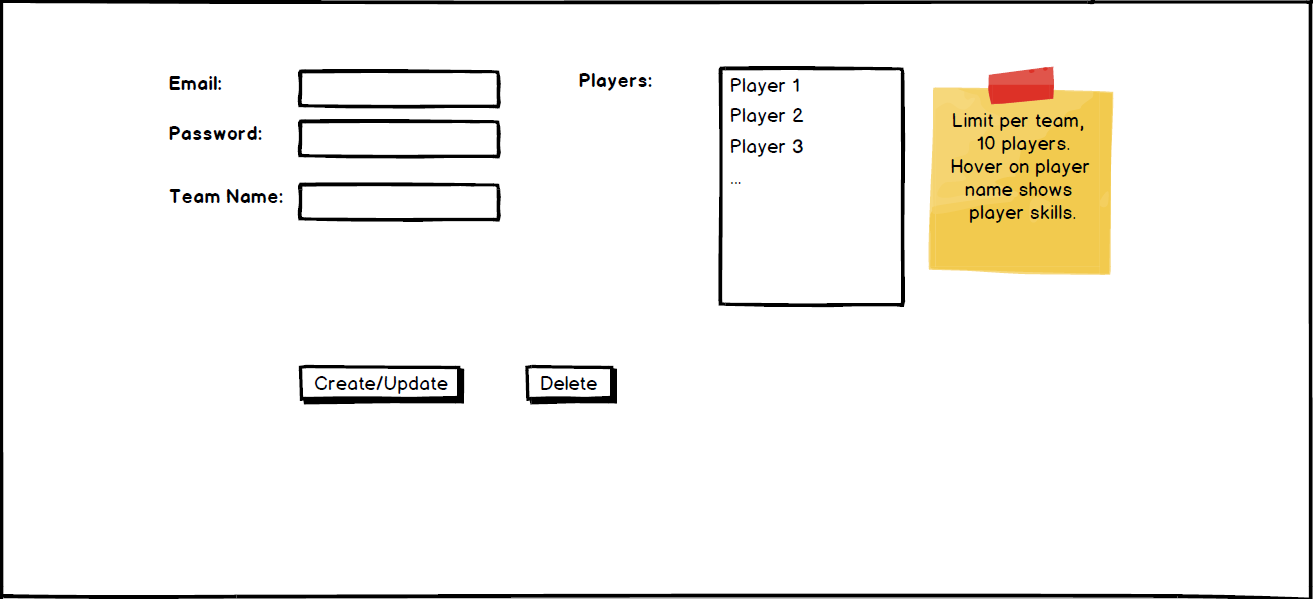 Email:
Password:
Team Name:
Players:
Player 1
Player 2
Player 3
...
Limit per team,
10 players.
Hover on player
name shows
player skills.
Create/Update
Delete